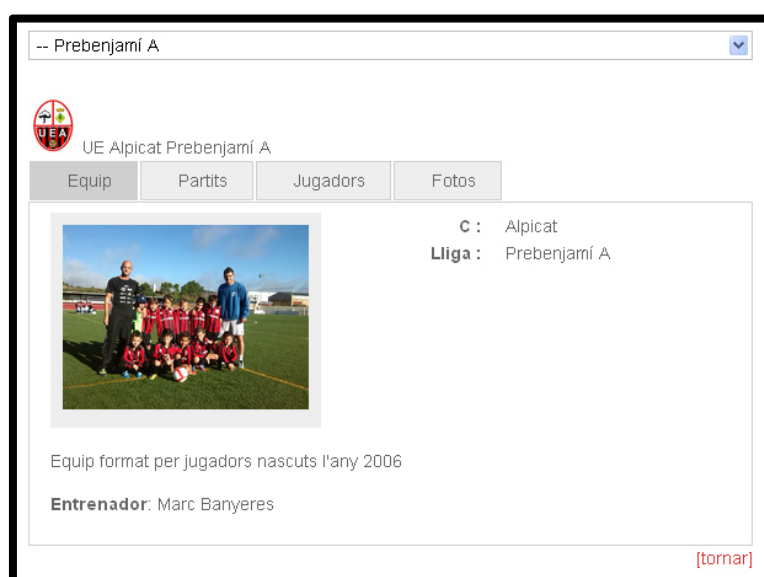 -- Prebenjamí A
UEA
UE Alpicat Prebenjamí A
Equip Partits Jugadors Fotos
C : Alpicat
Lliga : Prebenjamí A
Equip format per jugadors nascuts l'any 2006
Entrenador: Marc Banyeres
[tornar]